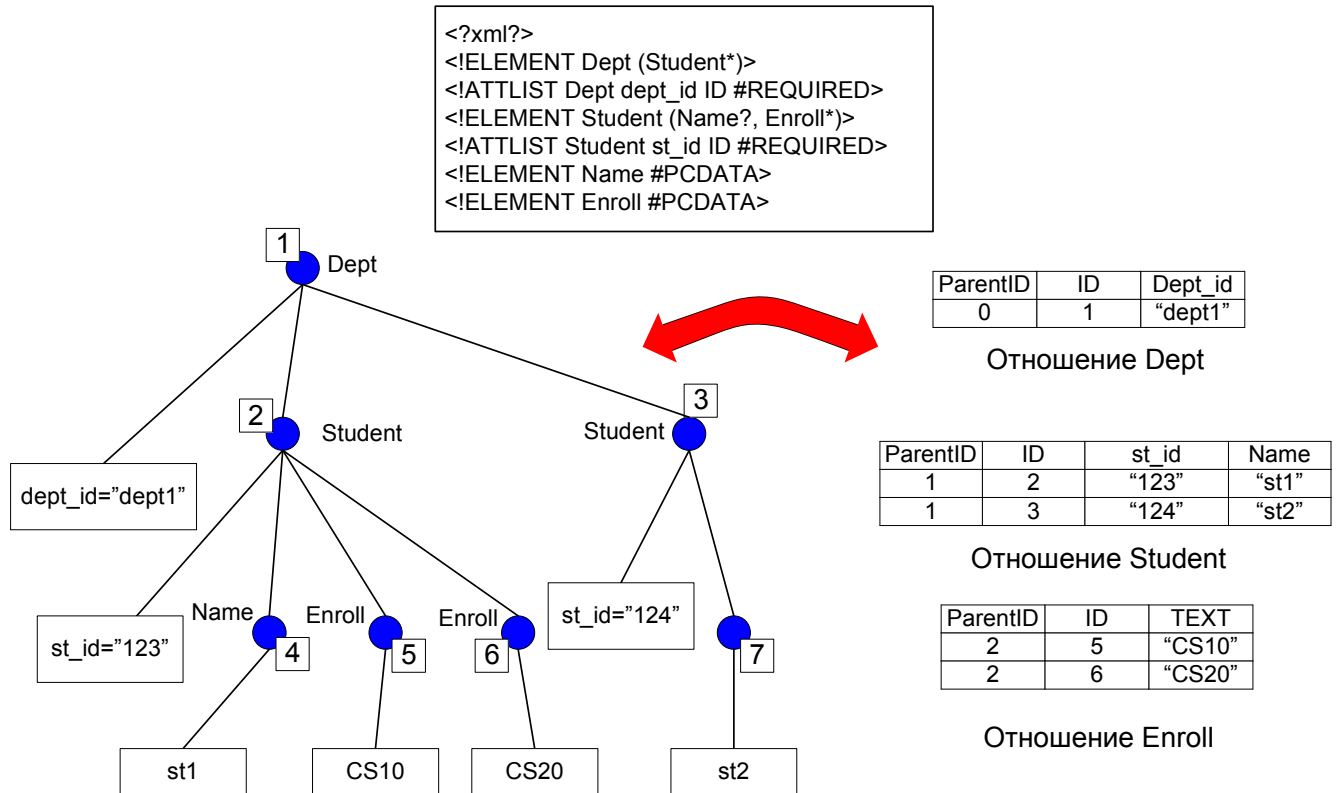 <?xml?>
<!ELEMENT Dept (Student*)>
<!ATTLIST Dept dept_id ID #REQUIRED>
<!ELEMENT Student (Name?, Enroll*)>
<!ATTLIST Student st_id ID #REQUIRED>
<!ELEMENT Name #PCDATA>
<!ELEMENT Enroll #PCDATA>
1
Dept
2
Student
3
Student
dept_id=”dept1”
st_id=”123”
Name
4
Enroll
5
Enroll
6
st_id=”124”
7
st1
CS10
CS20
st2
ParentID ID Dept_id
0 1 “dept1”
Отношение Dept
ParentID ID st_id Name
1 2 “123” “st1”
1 3 “124” “st2”
Отношение Student
ParentID ID TEXT
2 5 “CS10”
2 6 “CS20”
Отношение Enroll